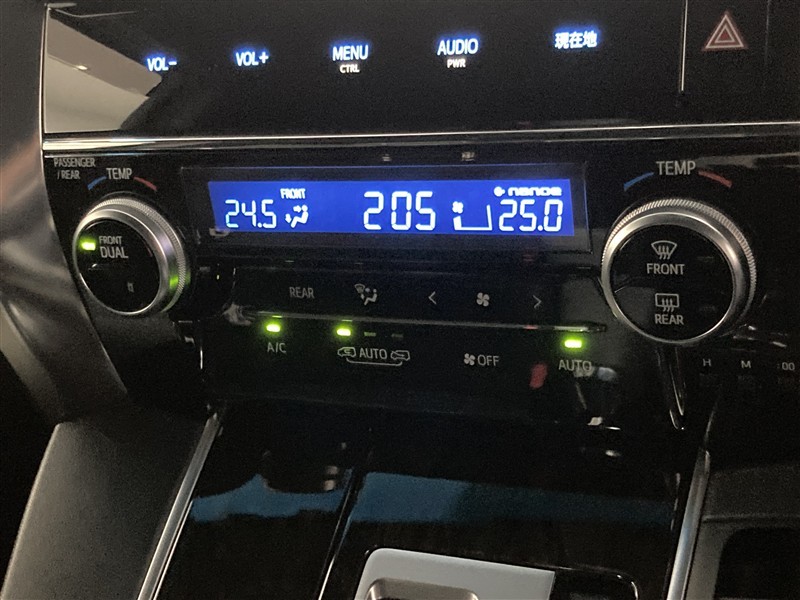 VOL-
VOL+
MENU
CTRL
AUDIO
PWR
現在地
PASSENGER
/ REAR
TEMP
TEMP
FRONT
nanoe
24.5
205
25.0
FRONT
DUAL
FRONT
REAR
REAR
A/C
AUTO
OFF
AUTO
H
M
:00